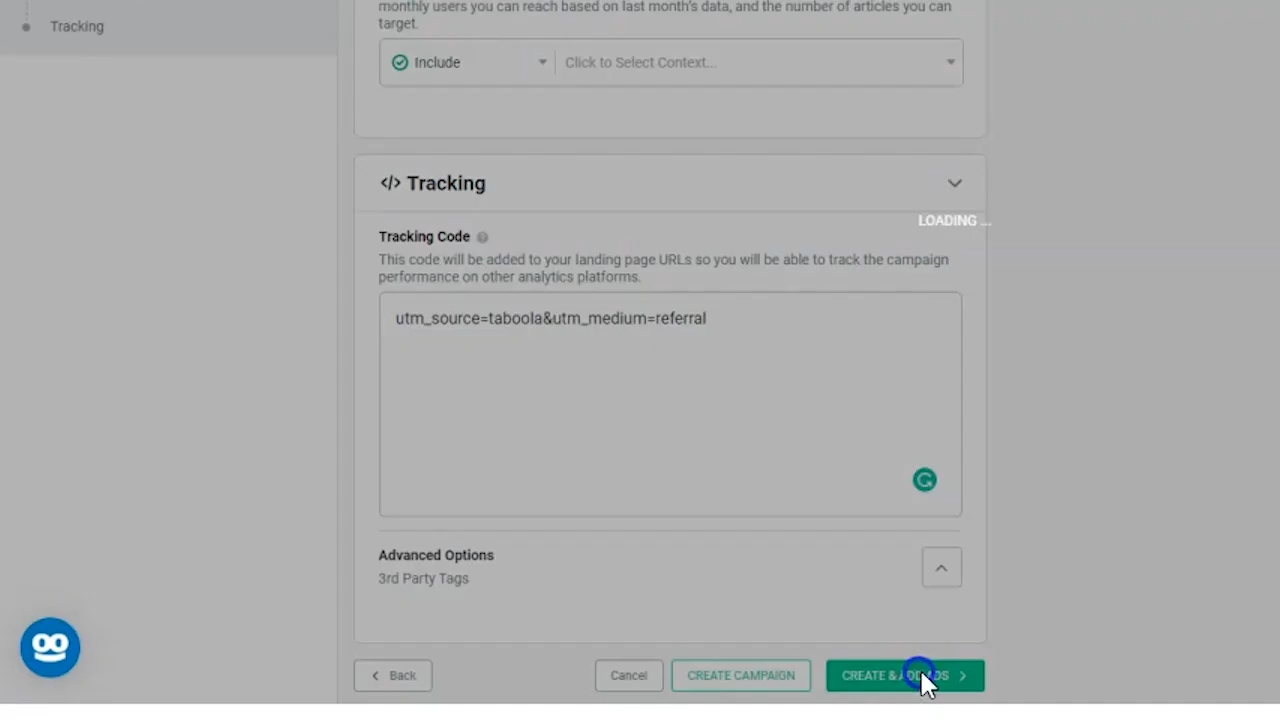 monthly users you can reach based on last month's data, and the number of articles you can
target.
Tracking
Include
Click to Select Context...
</> Tracking
LOADING ...
Tracking Code
This code will be added to your landing page URLs so you will be able to track the campaign
performance on other analytics platforms.
utm_source=taboola&utm_medium=referral
Advanced Options
3rd Party Tags
Back
Cancel
CREATE CAMPAIGN
CREATE & ADD ADS